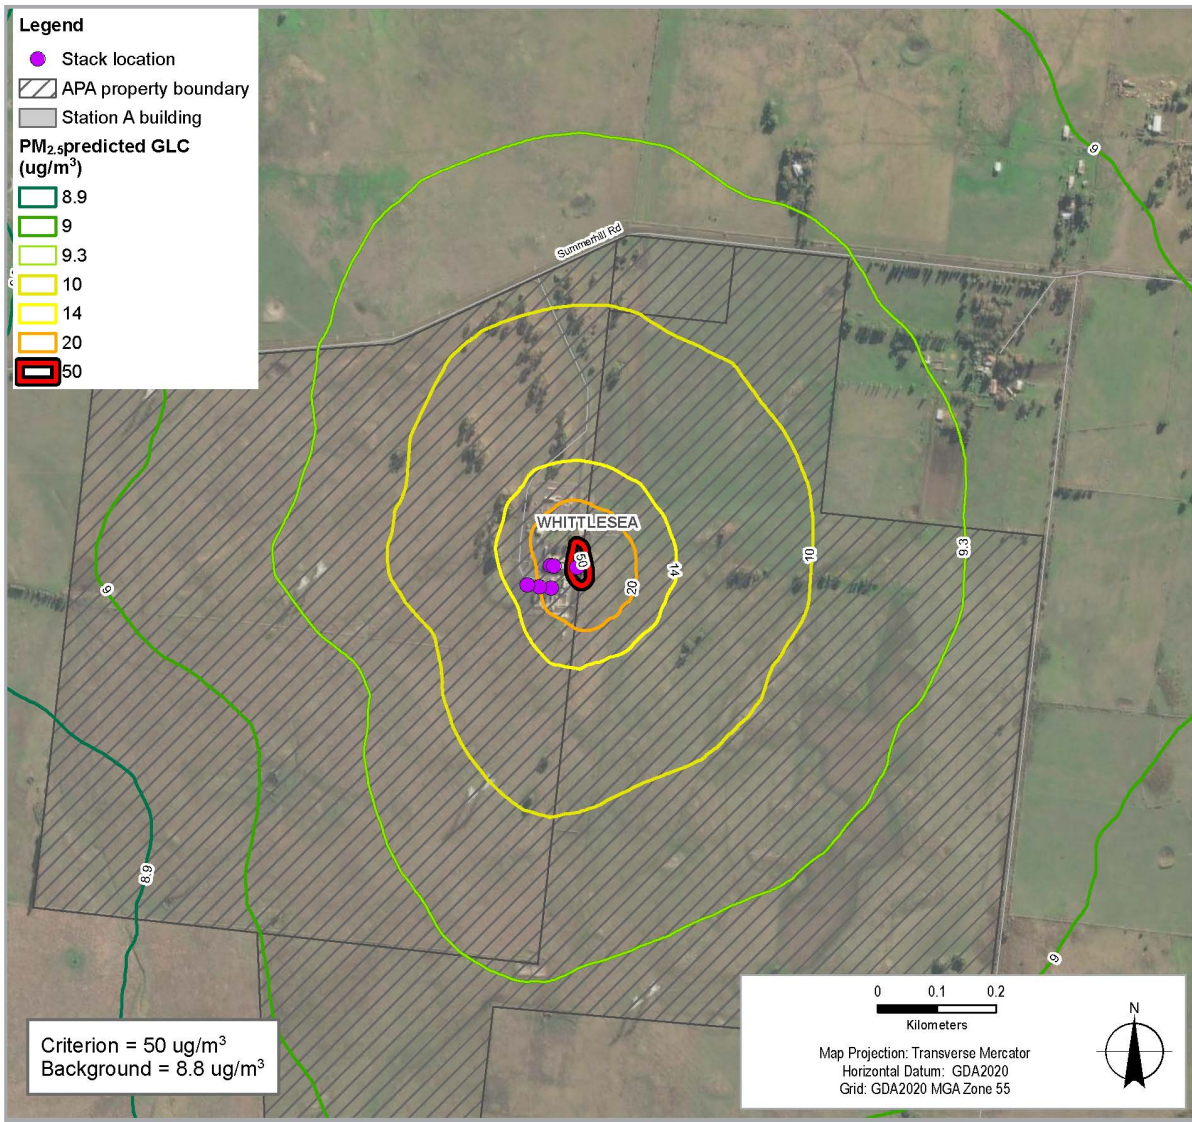 Legend
Stack location
APA property boundary
Station A building
PM2.5predicted GLC
(ug/m³)
8.9
9
9.3
10
14
20
50
9
Summerhill Rd
WHITTLESEA
50
20
14
10
9.3
9
8.9
9
Criterion = 50 ug/m³
Background = 8.8 ug/m³
0 0.1 0.2
Kilometers
Map Projection: Transverse Mercator
Horizontal Datum: GDA2020
Grid: GDA2020 MGA Zone 55
N